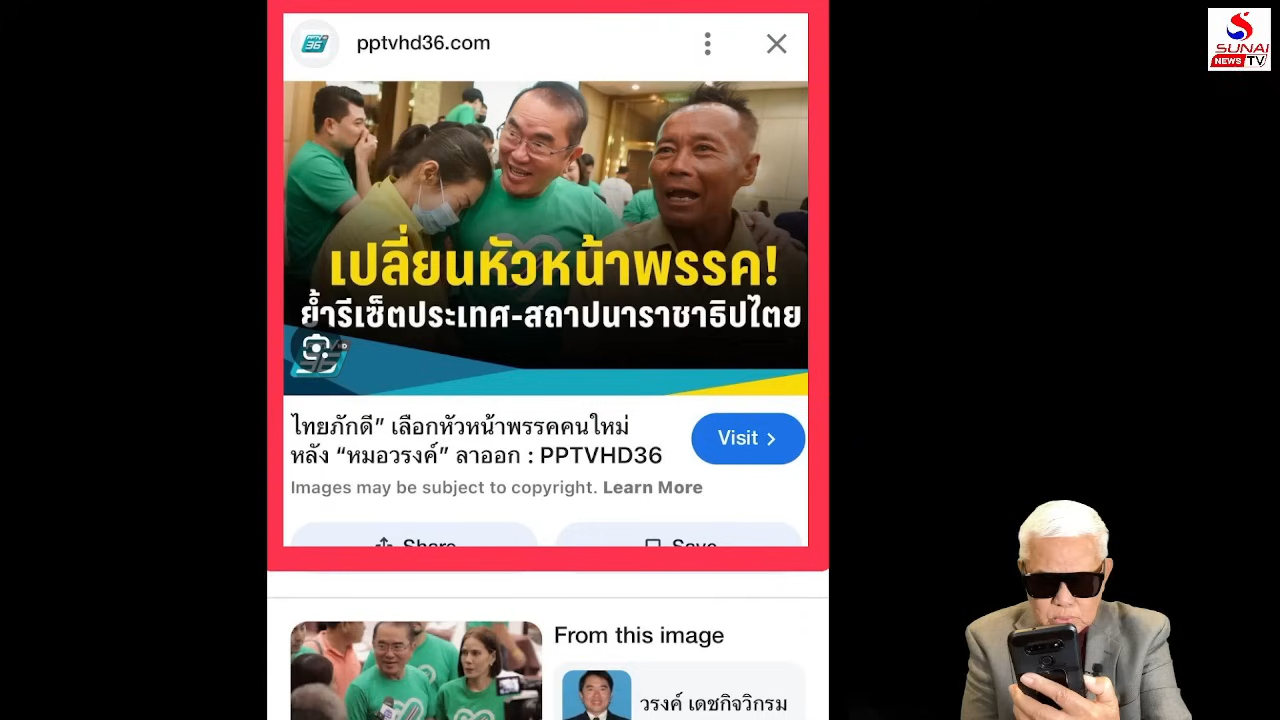 pptvhd36.com
SUNAI
NEWS TV
เปลี่ยนหัวหน้าพรรค!
ย้ำรีเซ็ตประเทศ-สถาปนาราชาธิปไตย
ไทยภักดี” เลือกหัวหน้าพรรคคนใหม่
หลัง “หมอวรงค์” ลาออก : PPTVHD36
Visit
Images may be subject to copyright. Learn More
Share
Save
From this image
วรงค์ เดชกิจวิกรม